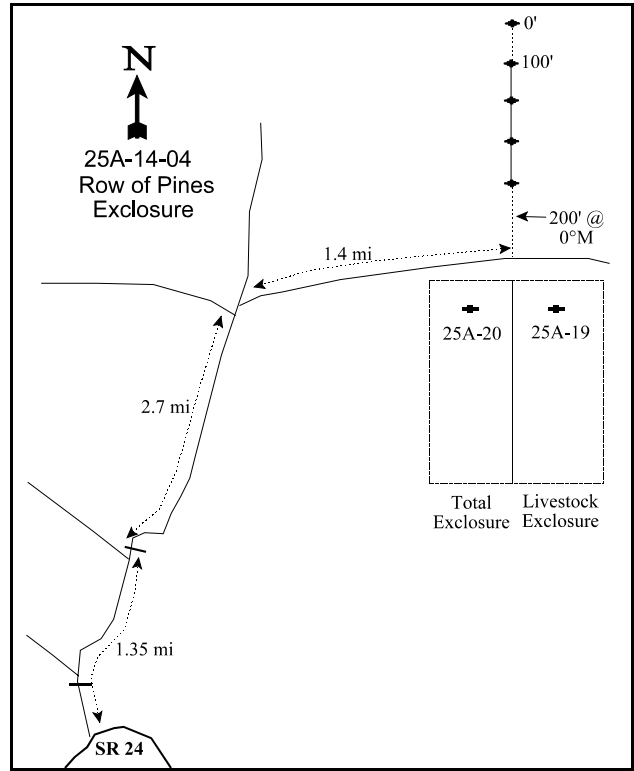 N
25A-14-04
Row of Pines
Exclosure
0'
100'
200' @
0°M
1.4 mi
25A-20
25A-19
2.7 mi
Total
Exclosure
Livestock
Exclosure
1.35 mi
SR 24